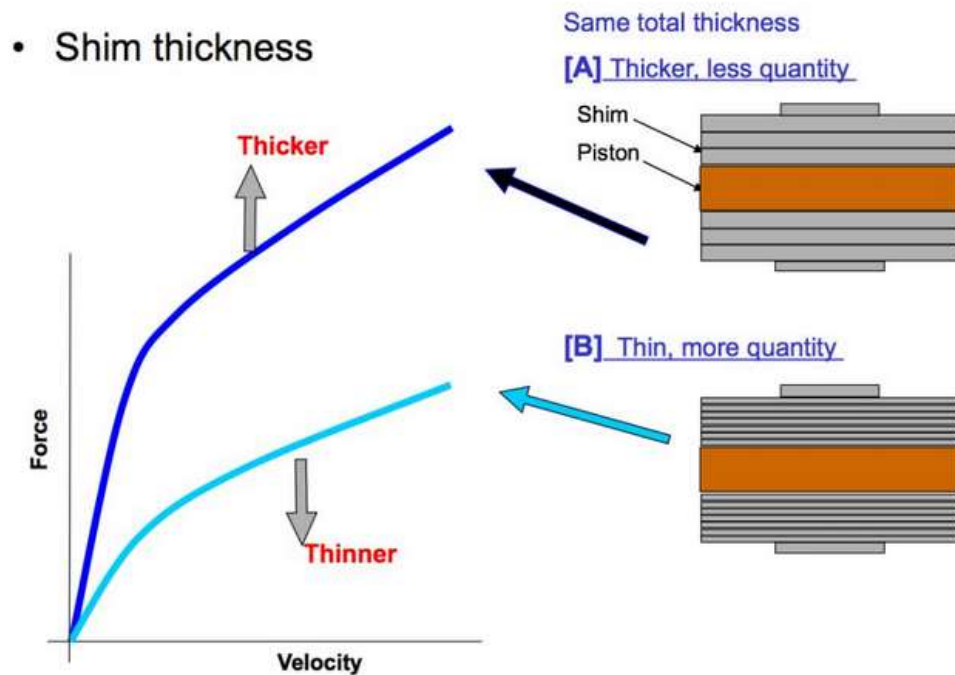 • Shim thickness
Same total thickness
[A] Thicker, less quantity
Shim
Piston
Thicker
[B] Thin, more quantity
Thinner
Force
Velocity